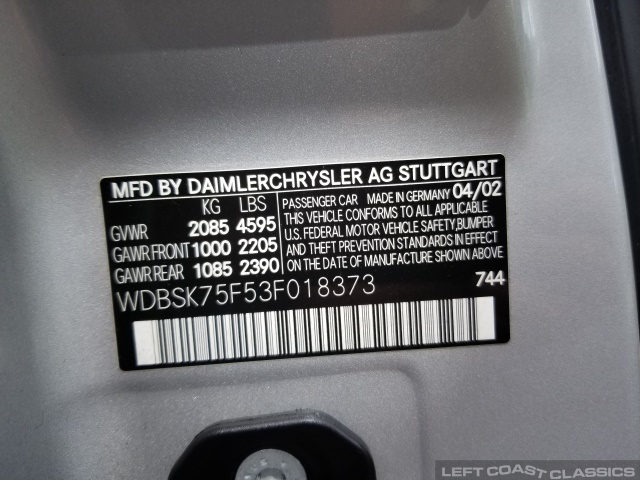 MFD BY DAIMLERCHRYSLER AG STUTTGART
KG LBS
GVWR 2085 4595
GAWR FRONT 1000 2205
GAWR REAR 1085 2390
PASSENGER CAR MADE IN GERMANY 04/02
THIS VEHICLE CONFORMS TO ALL APPLICABLE
U.S. FEDERAL MOTOR VEHICLE SAFETY, BUMPER
AND THEFT PREVENTION STANDARDS IN EFFECT
ON THE DATE OF MANUFACTURE SHOWN ABOVE.
WDBSK75F53F018373
744
LEFT COAST CLASSICS